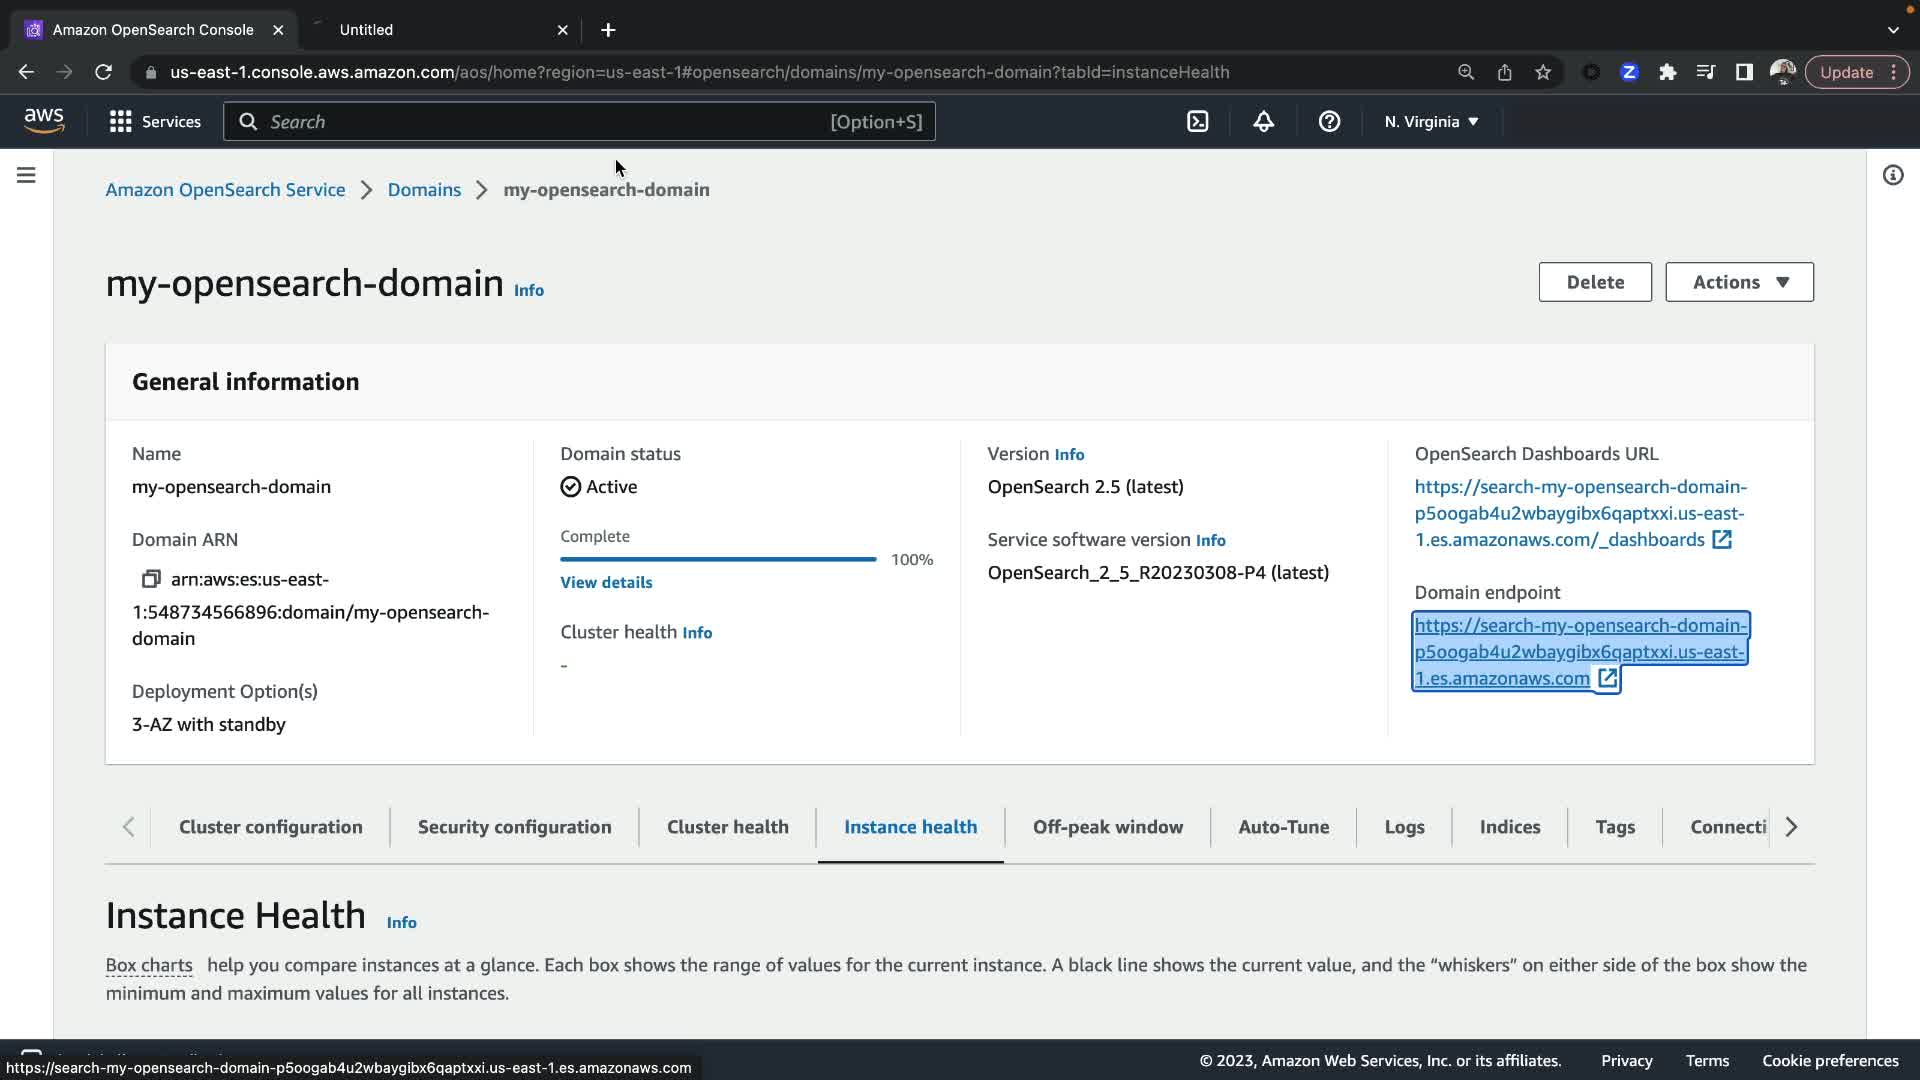 Amazon OpenSearch Console
Untitled
us-east-1.console.aws.amazon.com/aos/home?region=us-east-1#opensearch/domains/my-opensearch-domain?tabId=instanceHealth
Z
Update
aws
Services
Search
[Option+S]
N. Virginia
Amazon OpenSearch Service
Domains
my-opensearch-domain
my-opensearch-domain Info
Delete
Actions
General information
Name
my-opensearch-domain
Domain ARN
arn:aws:es:us-east-
1:548734566896:domain/my-opensearch-
domain
Deployment Option(s)
3-AZ with standby
Domain status
Active
Complete
100%
View details
Cluster health Info
-
Version Info
OpenSearch 2.5 (latest)
Service software version Info
OpenSearch_2_5_R20230308-P4 (latest)
OpenSearch Dashboards URL
https://search-my-opensearch-domain-
p5oogab4u2wbaygibx6qaptxxi.us-east-
1.es.amazonaws.com/_dashboards
Domain endpoint
https://search-my-opensearch-domain-
p5oogab4u2wbaygibx6qaptxxi.us-east-
1.es.amazonaws.com
Cluster configuration
Security configuration
Cluster health
Instance health
Off-peak window
Auto-Tune
Logs
Indices
Tags
Connecti
Instance Health Info
Box charts help you compare instances at a glance. Each box shows the range of values for the current instance. A black line shows the current value, and the “whiskers” on either side of the box show the
minimum and maximum values for all instances.
https://search-my-opensearch-domain-p5oogab4u2wbaygibx6qaptxxi.us-east-1.es.amazonaws.com
© 2023, Amazon Web Services, Inc. or its affiliates.
Privacy
Terms
Cookie preferences